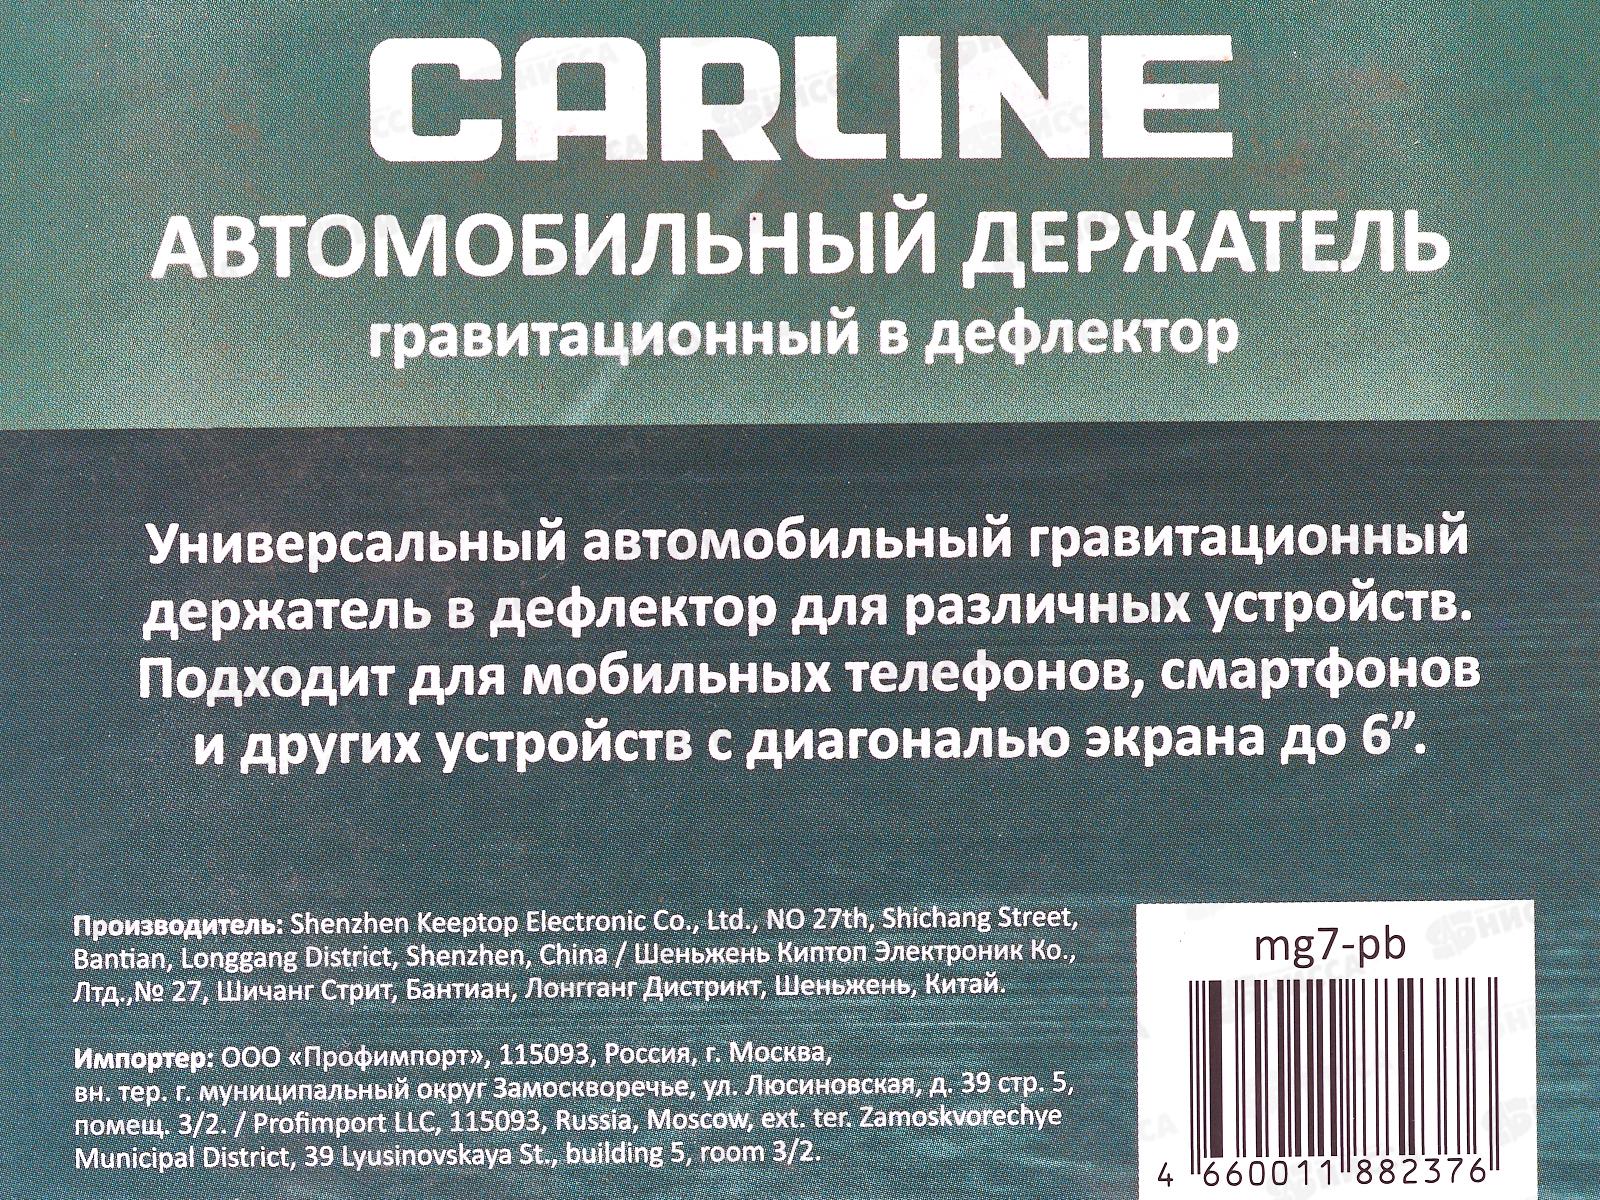 CARLINE
АВТОМОБИЛЬНЫЙ ДЕРЖАТЕЛЬ
гравитационный в дефлектор
Универсальный автомобильный гравитационный
держатель в дефлектор для различных устройств.
Подходит для мобильных телефонов, смартфонов
и других устройств с диагональю экрана до 6”.
Производитель: Shenzhen Keeptop Electronic Co., Ltd., NO 27th, Shichang Street,
Bantian, Longgang District, Shenzhen, China / Шеньжень Киптоп Электроник Ко.,
Лтд.,№ 27, Шичанг Стрит, Бантиан, Лонгганг Дистрикт, Шеньжень, Китай.
Импортер: ООО «Профимпорт», 115093, Россия, г. Москва,
вн. тер. г. муниципальный округ Замоскворечье, ул. Люсиновская, д. 39 стр. 5,
помещ. 3/2. / Profimport LLC, 115093, Russia, Moscow, ext. ter. Zamoskvorechye
Municipal District, 39 Lyusinovskaya St., building 5, room 3/2.
mg7-pb
4 660011 882376